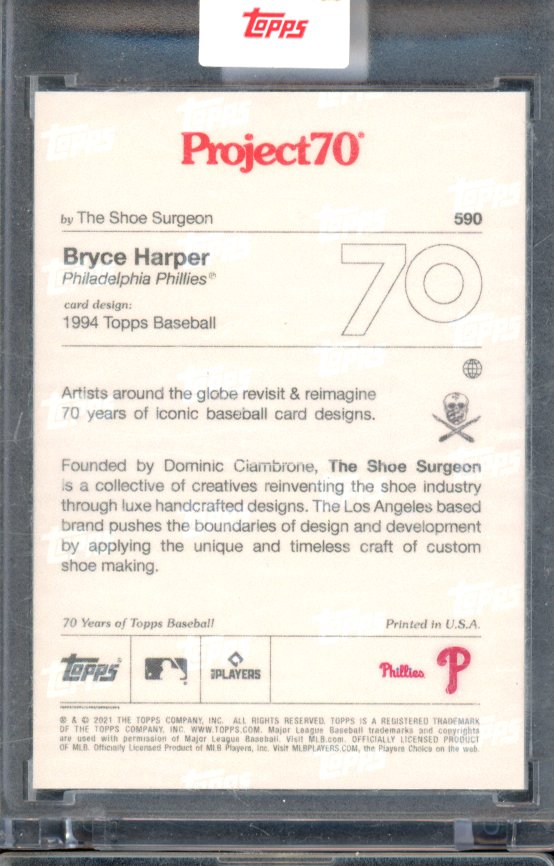 Topps
Project70®
by The Shoe Surgeon 590
Bryce Harper
Philadelphia Phillies®
70
card design:
1994 Topps Baseball
Artists around the globe revisit & reimagine
70 years of iconic baseball card designs.
Founded by Dominic Ciambrone, The Shoe Surgeon
is a collective of creatives reinventing the shoe industry
through luxe handcrafted designs. The Los Angeles based
brand pushes the boundaries of design and development
by applying the unique and timeless craft of custom
shoe making.
70 Years of Topps Baseball Printed in U.S.A.
Topps PLAYERS Phillies P
® & © 2021 THE TOPPS COMPANY, INC. ALL RIGHTS RESERVED. TOPPS IS A REGISTERED TRADEMARK
OF THE TOPPS COMPANY, INC. WWW.TOPPS.COM. Major League Baseball trademarks and copyrights
are used with permission of Major League Baseball. Visit MLB.com. OFFICIALLY LICENSED PRODUCT
OF MLB. Officially Licensed Product of MLB Players, Inc. Visit MLBPLAYERS.COM, the Players Choice on the web.